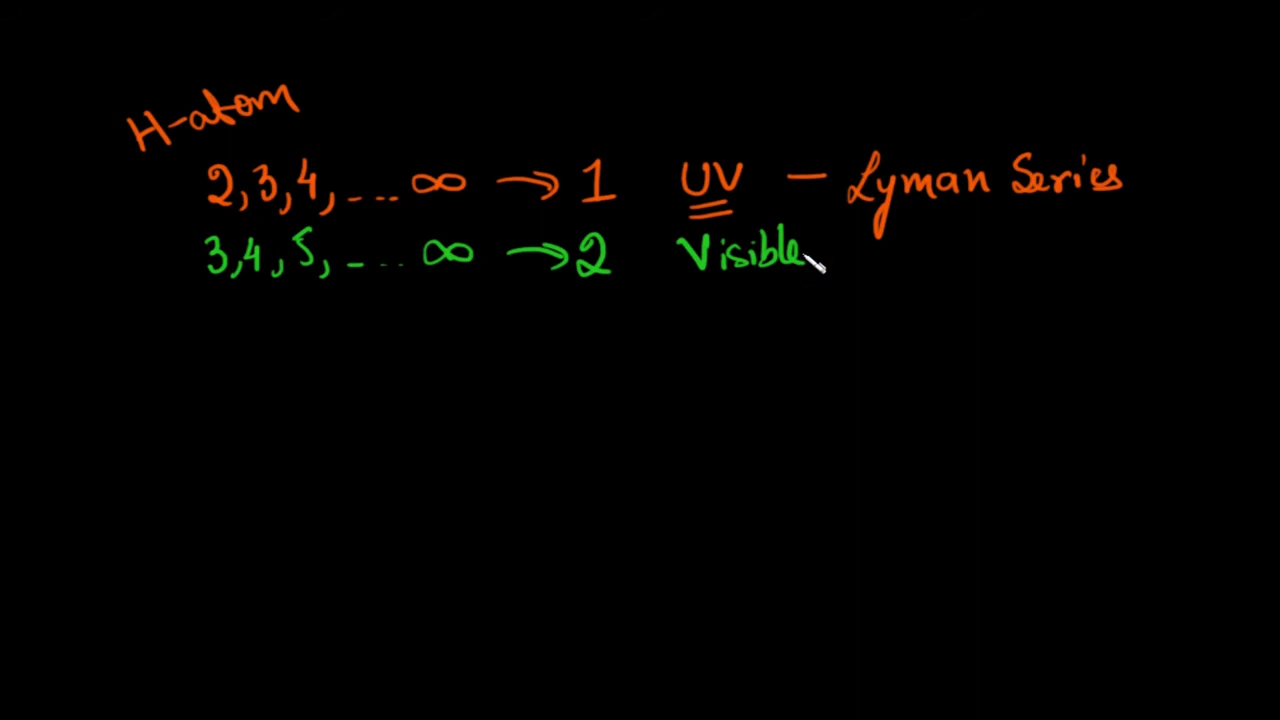 H-atom
2,3,4,---- ∞ → 1 UV – Lyman Series
3,4,5,---- ∞ → 2 Visible